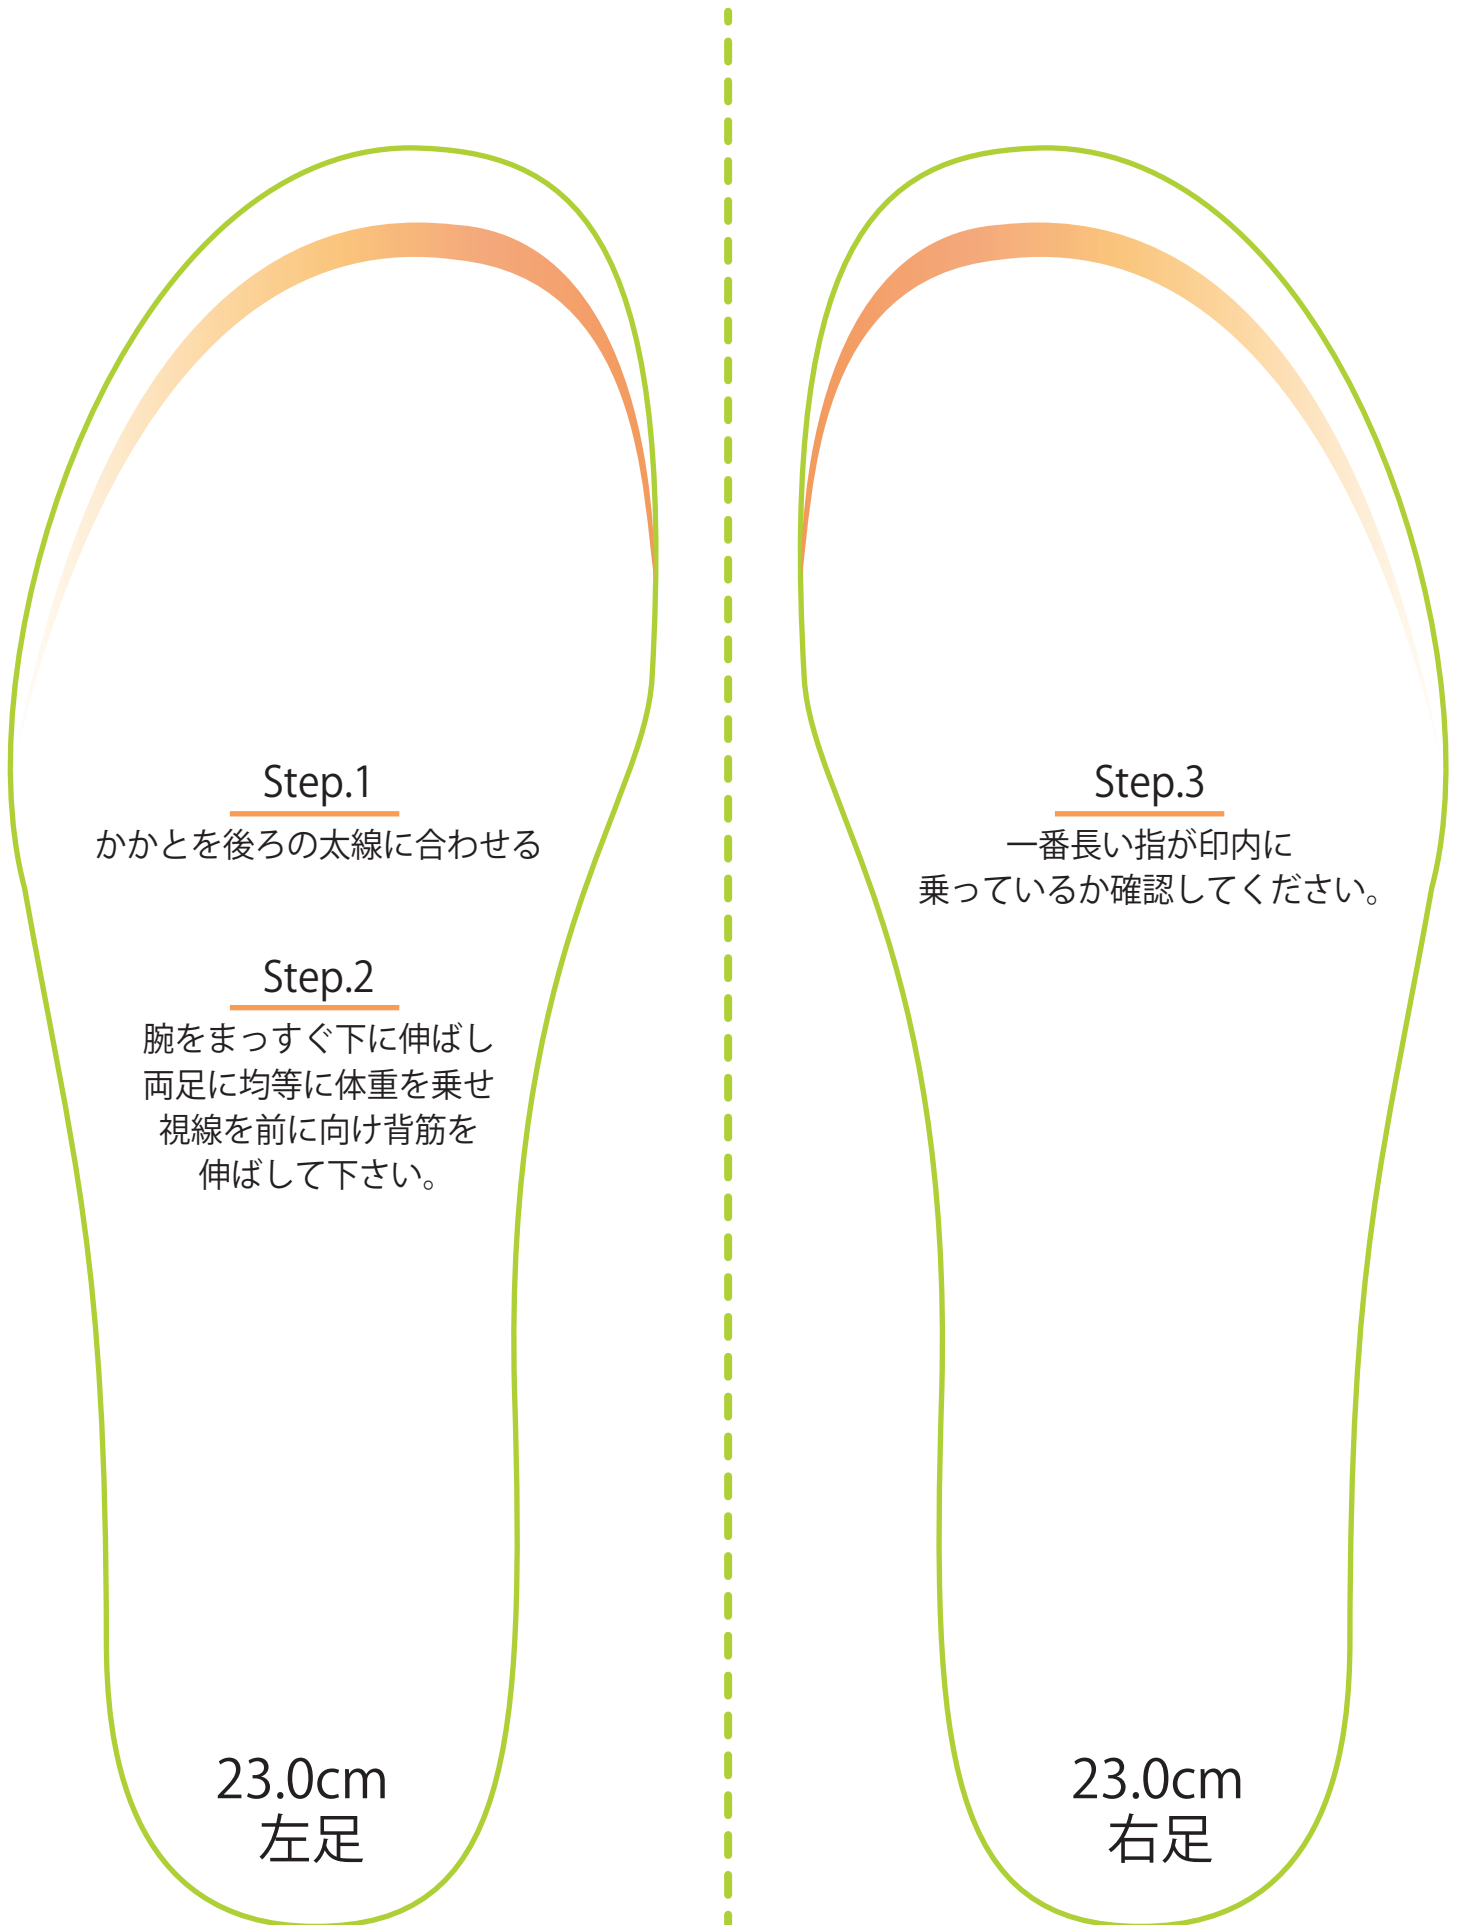 Step.1
かかとを後ろの太線に合わせる
Step.2
腕をまっすぐ下に伸ばし
両足に均等に体重を乗せ
視線を前に向け背筋を
伸ばして下さい。
23.0cm
左足
Step.3
一番長い指が印内に
乗っているか確認してください。
23.0cm
右足